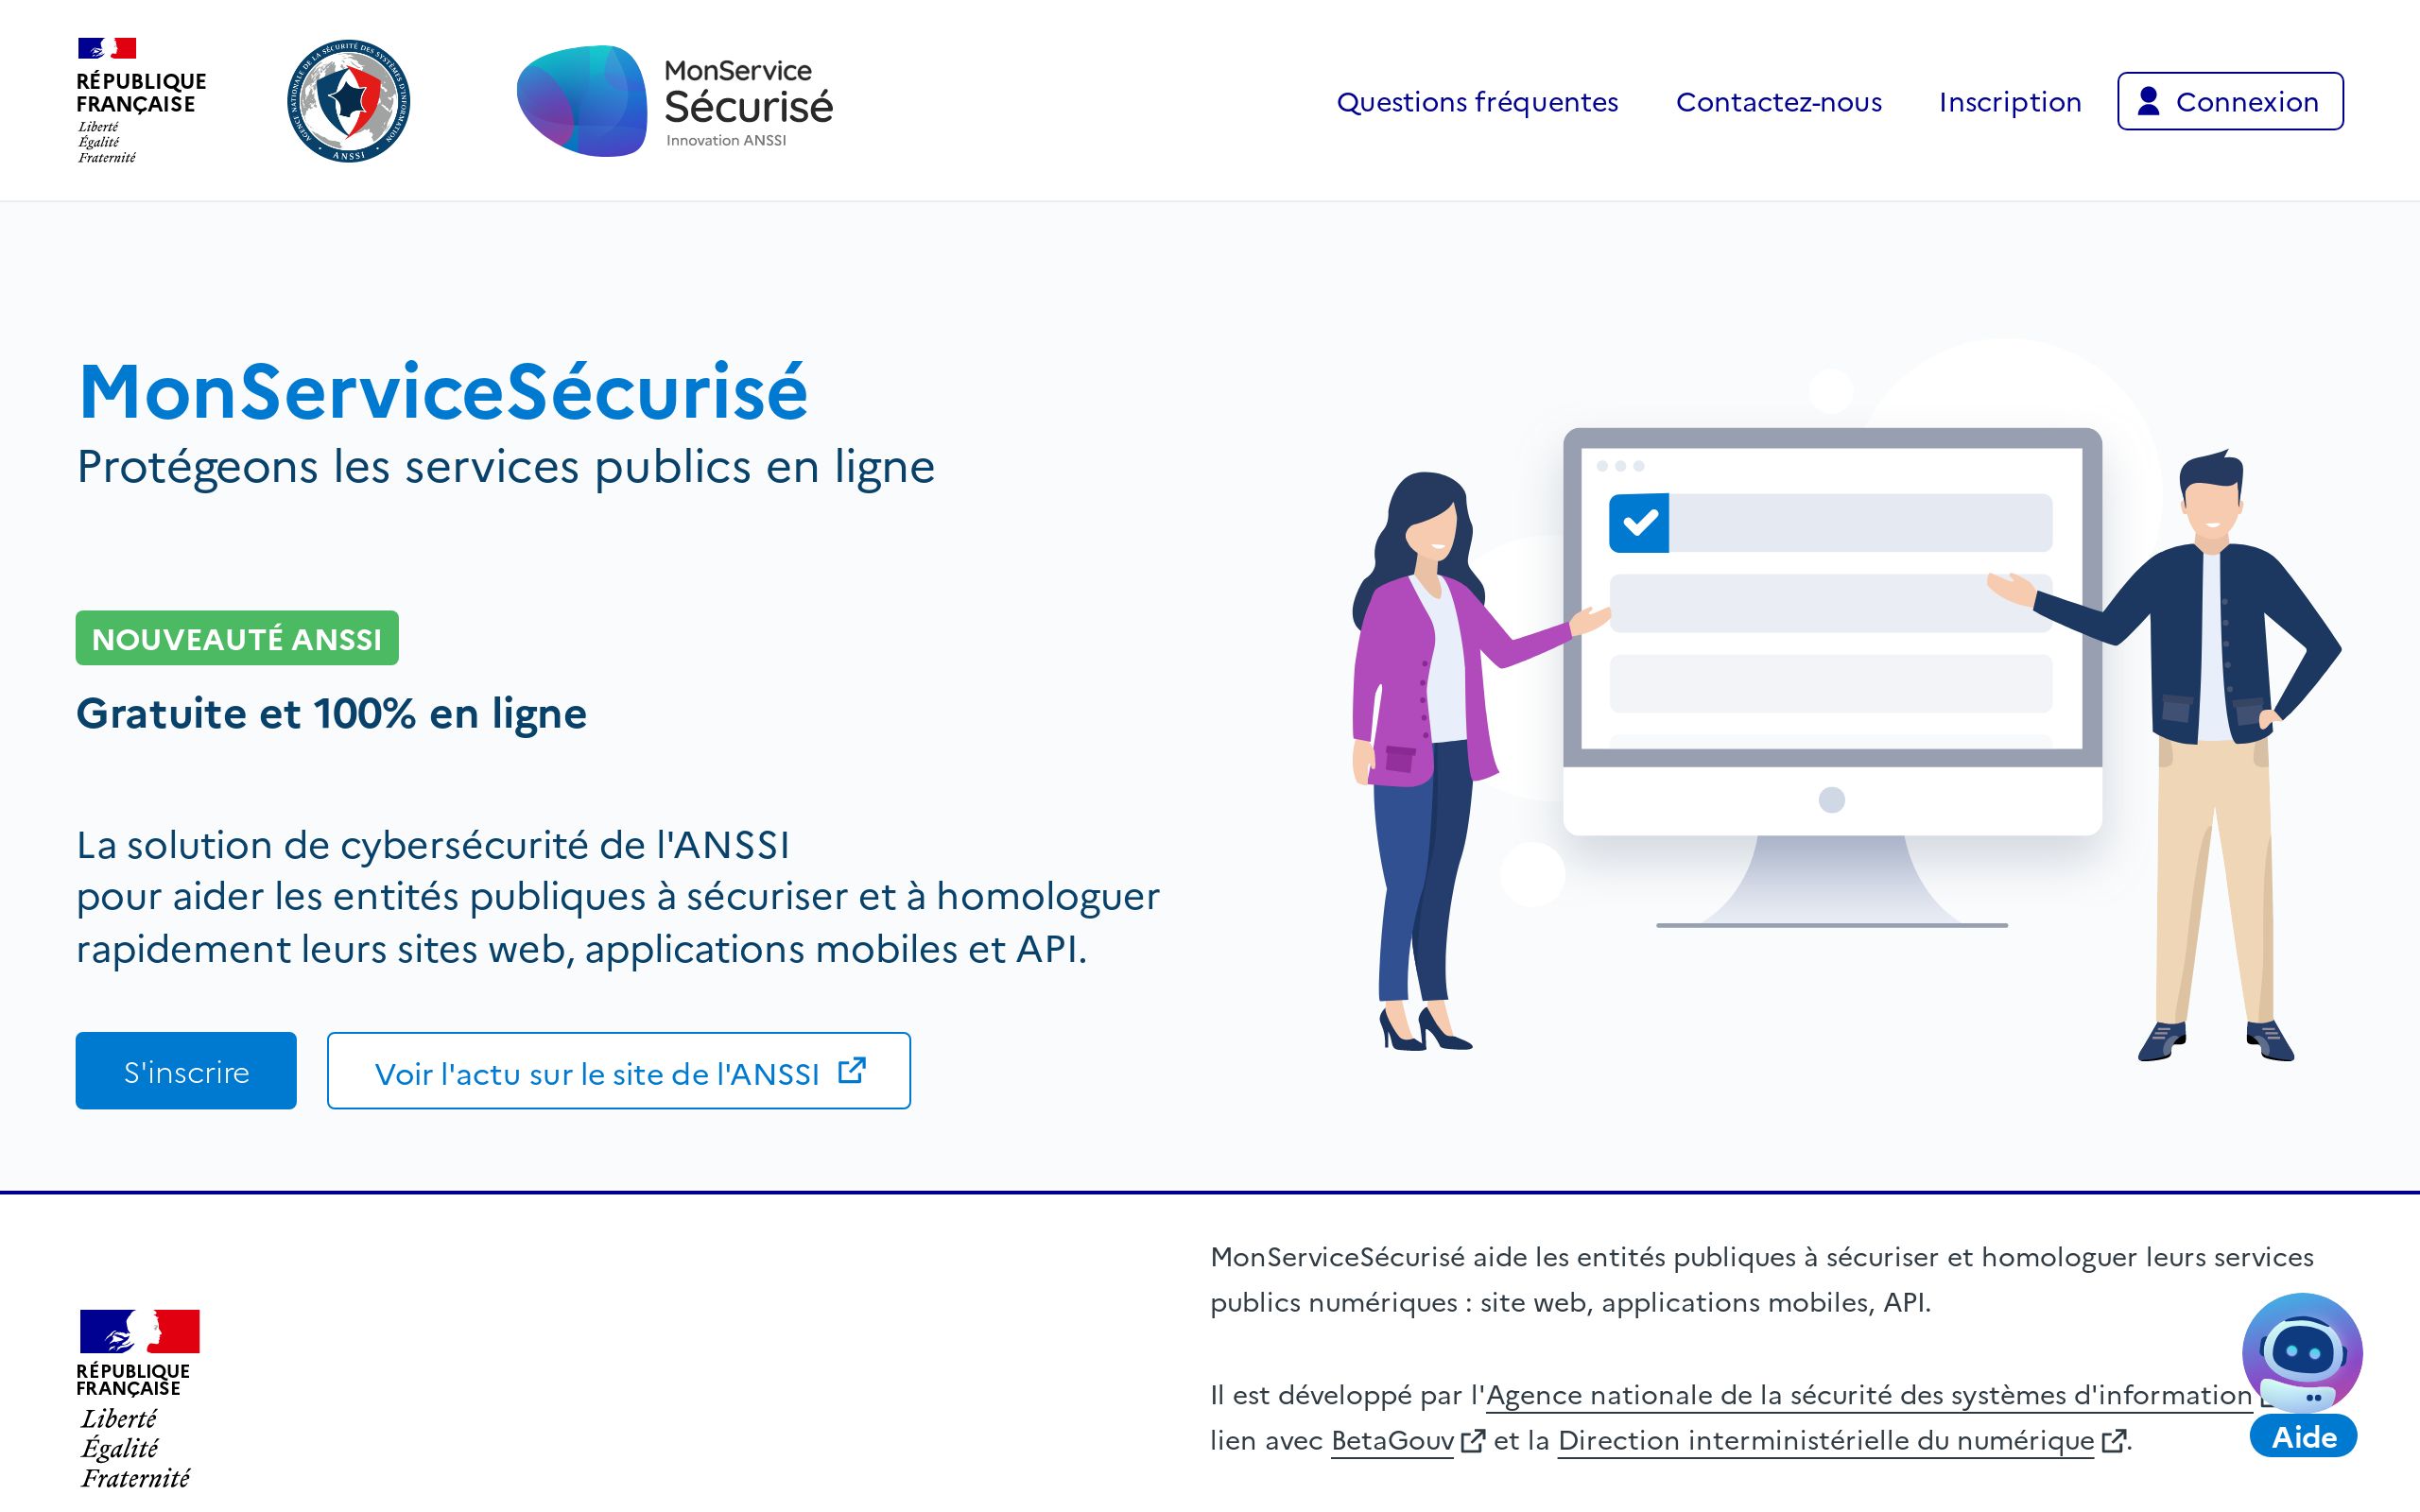 RÉPUBLIQUE
FRANÇAISE
Liberté
Égalité
Fraternité
AGENCE NATIONALE DE LA SÉCURITÉ DES SYSTÈMES D'INFORMATION
• ANSSI •
MonService
Sécurisé
Innovation ANSSI
Questions fréquentes
Contactez-nous
Inscription
Connexion
MonServiceSécurisé
Protégeons les services publics en ligne
NOUVEAUTÉ ANSSI
Gratuite et 100% en ligne
La solution de cybersécurité de l'ANSSI
pour aider les entités publiques à sécuriser et à homologuer
rapidement leurs sites web, applications mobiles et API.
S'inscrire
Voir l'actu sur le site de l'ANSSI
RÉPUBLIQUE
FRANÇAISE
Liberté
Égalité
Fraternité
MonServiceSécurisé aide les entités publiques à sécuriser et homologuer leurs services
publics numériques : site web, applications mobiles, API.
Il est développé par l'Agence nationale de la sécurité des systèmes d'information
lien avec BetaGouv et la Direction interministérielle du numérique.
Aide